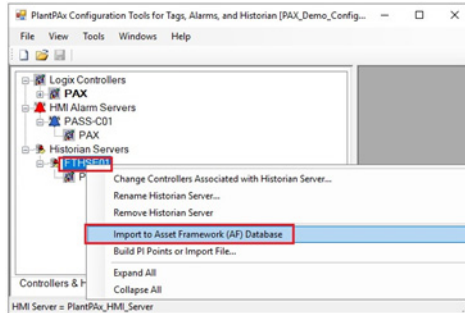 PlantPAx Configuration Tools for Tags, Alarms, and Historian [PAX_Demo_Config...
File View Tools Windows Help
Logix Controllers
PAX
HMI Alarm Servers
PASS-C01
PAX
Historian Servers
FTHSE01
P
Change Controllers Associated with Historian Server...
Rename Historian Server...
Remove Historian Server
Import to Asset Framework (AF) Database
Build PI Points or Import File...
Expand All
Collapse All
Controllers & H
HMI Server = PlantPAx_HMI_Server